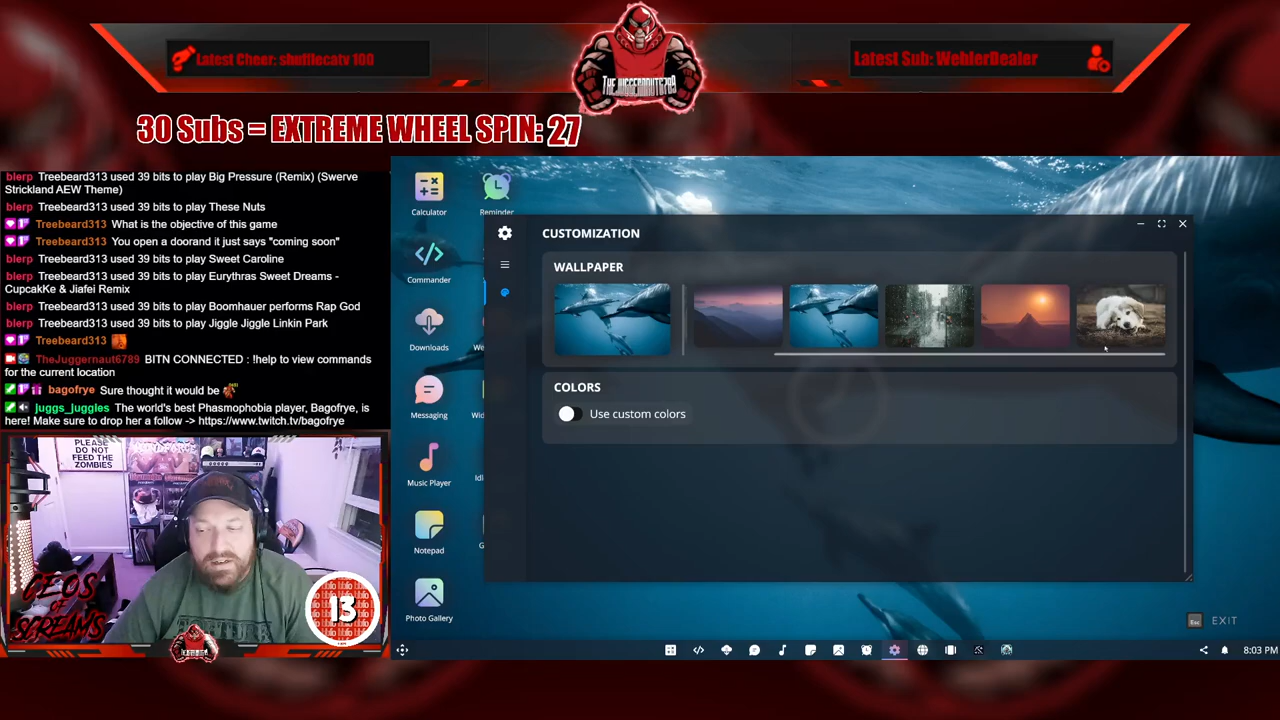 Latest Cheer: shufflecatv 100
THEJUGGERNAUT6789
Latest Sub: WehlerDealer
30 Subs = EXTREME WHEEL SPIN: 27
blerp Treebeard313 used 39 bits to play Big Pressure (Remix) (Swerve
Strickland AEW Theme)
blerp Treebeard313 used 39 bits to play These Nuts
Treebeard313 What is the objective of this game
Treebeard313 You open a doorand it just says "coming soon"
blerp Treebeard313 used 39 bits to play Sweet Caroline
blerp Treebeard313 used 39 bits to play Eurythras Sweet Dreams -
CupcakKe & Jiafei Remix
blerp Treebeard313 used 39 bits to play Boomhauer performs Rap God
blerp Treebeard313 used 39 bits to play Jiggle Jiggle Linkin Park
Treebeard313
TheJuggernaut6789 BITN CONNECTED : !help to view commands
for the current location
bagofrye Sure thought it would be
juggs_juggles The world's best Phasmophobia player, Bagofrye, is
here! Make sure to drop her a follow -> https://www.twitch.tv/bagofrye
PLEASE
DO NOT
FEED THE
ZOMBIES
CEOS
OF
SCREAMS
13
Calculator
Reminder
Commander
Downloads
Messaging
Music Player
Notepad
Photo Gallery
CUSTOMIZATION
WALLPAPER
COLORS
Use custom colors
Esc EXIT
8:03 PM